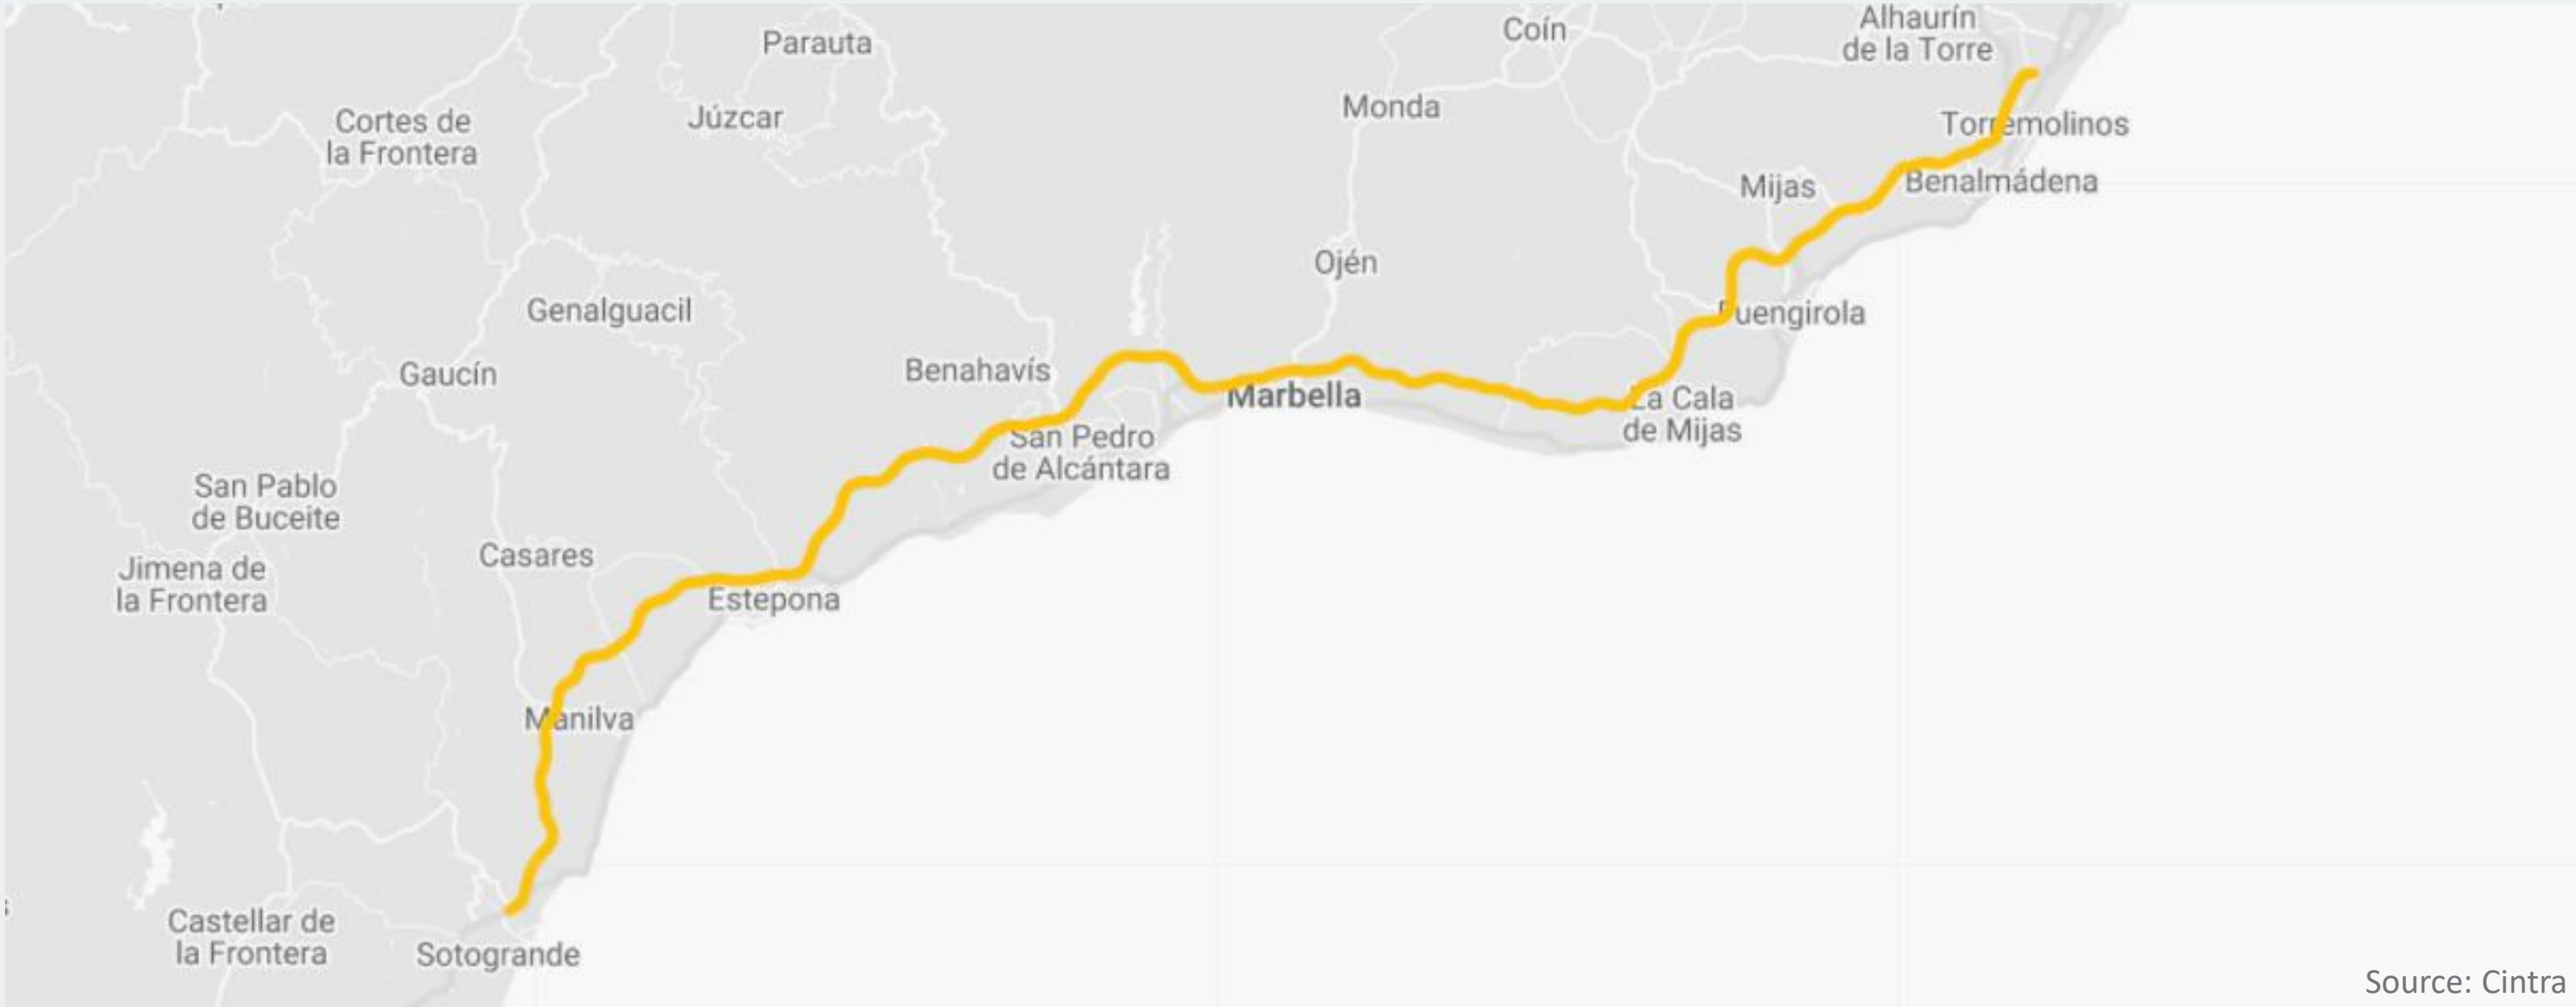 Alhaurín
de la Torre
Coín
Parauta
Monda
Júzcar
Cortes de
la Frontera
Torremolinos
Benalmádena
Mijas
Ojén
Genalguacil
Fuengirola
Benahavís
Gaucín
Marbella
La Cala
de Mijas
San Pedro
de Alcántara
San Pablo
de Buceite
Casares
Jimena de
la Frontera
Estepona
Manilva
Castellar de
la Frontera
Sotogrande
Source: Cintra